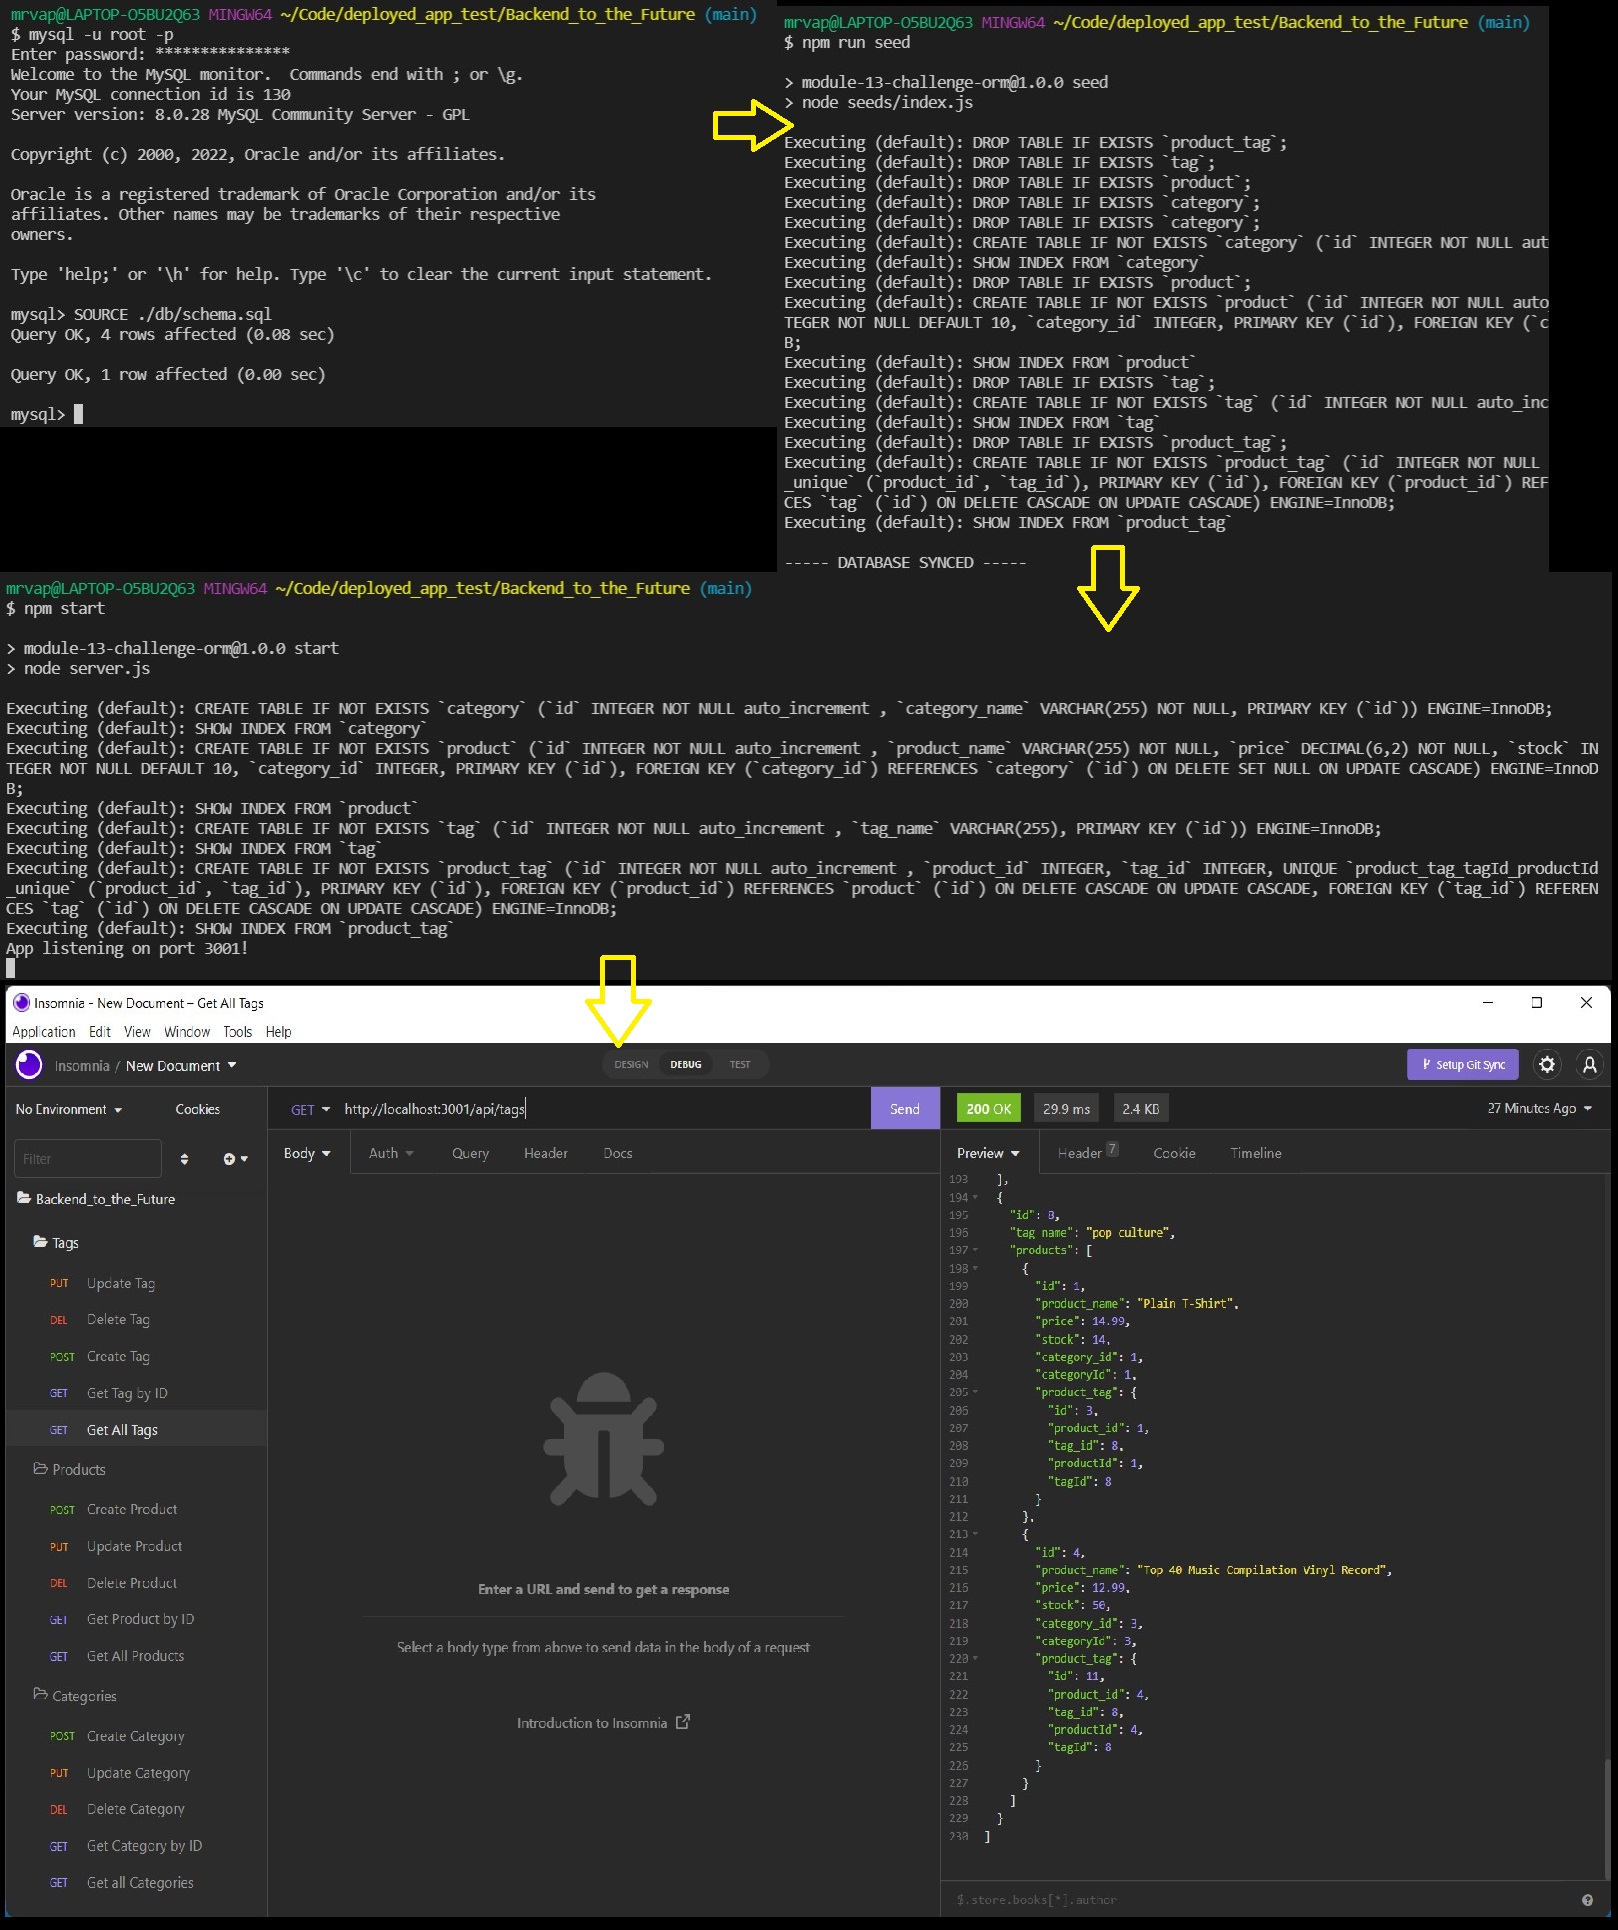 mrvap@LAPTOP-O5BU2Q63 MINGW64 ~/Code/deployed_app_test/Backend_to_the_Future (main)
$ mysql -u root -p
Enter password: ***************
Welcome to the MySQL monitor.  Commands end with ; or \g.
Your MySQL connection id is 130
Server version: 8.0.28 MySQL Community Server - GPL
Copyright (c) 2000, 2022, Oracle and/or its affiliates.
Oracle is a registered trademark of Oracle Corporation and/or its
affiliates. Other names may be trademarks of their respective
owners.
Type 'help;' or '\h' for help. Type '\c' to clear the current input statement.
mysql> SOURCE ./db/schema.sql
Query OK, 4 rows affected (0.08 sec)
Query OK, 1 row affected (0.00 sec)
mysql>
mrvap@LAPTOP-O5BU2Q63 MINGW64 ~/Code/deployed_app_test/Backend_to_the_Future (main)
$ npm run seed
> module-13-challenge-orm@1.0.0 seed
> node seeds/index.js
Executing (default): DROP TABLE IF EXISTS `product_tag`;
Executing (default): DROP TABLE IF EXISTS `tag`;
Executing (default): DROP TABLE IF EXISTS `product`;
Executing (default): DROP TABLE IF EXISTS `category`;
Executing (default): DROP TABLE IF EXISTS `category`;
Executing (default): CREATE TABLE IF NOT EXISTS `category` (`id` INTEGER NOT NULL aut
Executing (default): SHOW INDEX FROM `category`
Executing (default): DROP TABLE IF EXISTS `product`;
Executing (default): CREATE TABLE IF NOT EXISTS `product` (`id` INTEGER NOT NULL auto
TEGER NOT NULL DEFAULT 10, `category_id` INTEGER, PRIMARY KEY (`id`), FOREIGN KEY (`c
B;
Executing (default): SHOW INDEX FROM `product`
Executing (default): DROP TABLE IF EXISTS `tag`;
Executing (default): CREATE TABLE IF NOT EXISTS `tag` (`id` INTEGER NOT NULL auto_inc
Executing (default): SHOW INDEX FROM `tag`
Executing (default): DROP TABLE IF EXISTS `product_tag`;
Executing (default): CREATE TABLE IF NOT EXISTS `product_tag` (`id` INTEGER NOT NULL
_unique` (`product_id`, `tag_id`), PRIMARY KEY (`id`), FOREIGN KEY (`product_id`) REF
CES `tag` (`id`) ON DELETE CASCADE ON UPDATE CASCADE) ENGINE=InnoDB;
Executing (default): SHOW INDEX FROM `product_tag`
----- DATABASE SYNCED -----
mrvap@LAPTOP-O5BU2Q63 MINGW64 ~/Code/deployed_app_test/Backend_to_the_Future (main)
$ npm start
> module-13-challenge-orm@1.0.0 start
> node server.js
Executing (default): CREATE TABLE IF NOT EXISTS `category` (`id` INTEGER NOT NULL auto_increment , `category_name` VARCHAR(255) NOT NULL, PRIMARY KEY (`id`)) ENGINE=InnoDB;
Executing (default): SHOW INDEX FROM `category`
Executing (default): CREATE TABLE IF NOT EXISTS `product` (`id` INTEGER NOT NULL auto_increment , `product_name` VARCHAR(255) NOT NULL, `price` DECIMAL(6,2) NOT NULL, `stock` IN
TEGER NOT NULL DEFAULT 10, `category_id` INTEGER, PRIMARY KEY (`id`), FOREIGN KEY (`category_id`) REFERENCES `category` (`id`) ON DELETE SET NULL ON UPDATE CASCADE) ENGINE=InnoD
B;
Executing (default): SHOW INDEX FROM `product`
Executing (default): CREATE TABLE IF NOT EXISTS `tag` (`id` INTEGER NOT NULL auto_increment , `tag_name` VARCHAR(255), PRIMARY KEY (`id`)) ENGINE=InnoDB;
Executing (default): SHOW INDEX FROM `tag`
Executing (default): CREATE TABLE IF NOT EXISTS `product_tag` (`id` INTEGER NOT NULL auto_increment , `product_id` INTEGER, `tag_id` INTEGER, UNIQUE `product_tag_tagId_productId
_unique` (`product_id`, `tag_id`), PRIMARY KEY (`id`), FOREIGN KEY (`product_id`) REFERENCES `product` (`id`) ON DELETE CASCADE ON UPDATE CASCADE, FOREIGN KEY (`tag_id`) REFEREN
CES `tag` (`id`) ON DELETE CASCADE ON UPDATE CASCADE) ENGINE=InnoDB;
Executing (default): SHOW INDEX FROM `product_tag`
App listening on port 3001!
Insomnia - New Document – Get All Tags
Application Edit View Window Tools Help
Insomnia / New Document
DESIGN DEBUG TEST
Setup Git Sync
No Environment Cookies
Filter
Backend_to_the_Future
Tags
PUT Update Tag
DEL Delete Tag
POST Create Tag
GET Get Tag by ID
GET Get All Tags
Products
POST Create Product
PUT Update Product
DEL Delete Product
GET Get Product by ID
GET Get All Products
Categories
POST Create Category
PUT Update Category
DEL Delete Category
GET Get Category by ID
GET Get all Categories
GET http://localhost:3001/api/tags Send
Body Auth Query Header Docs
Enter a URL and send to get a response
Select a body type from above to send data in the body of a request
Introduction to Insomnia
200 OK 29.9 ms 2.4 KB 27 Minutes Ago
Preview Header 7 Cookie Timeline
193 ],
194 {
195 "id": 8,
196 "tag_name": "pop culture",
197 "products": [
198 {
199 "id": 1,
200 "product_name": "Plain T-Shirt",
201 "price": 14.99,
202 "stock": 14,
203 "category_id": 1,
204 "categoryId": 1,
205 "product_tag": {
206 "id": 3,
207 "product_id": 1,
208 "tag_id": 8,
209 "productId": 1,
210 "tagId": 8
211 }
212 },
213 {
214 "id": 4,
215 "product_name": "Top 40 Music Compilation Vinyl Record",
216 "price": 12.99,
217 "stock": 50,
218 "category_id": 3,
219 "categoryId": 3,
220 "product_tag": {
221 "id": 11,
222 "product_id": 4,
223 "tag_id": 8,
224 "productId": 4,
225 "tagId": 8
226 }
227 }
228 ]
229 }
230 ]
$.store.books[*].author